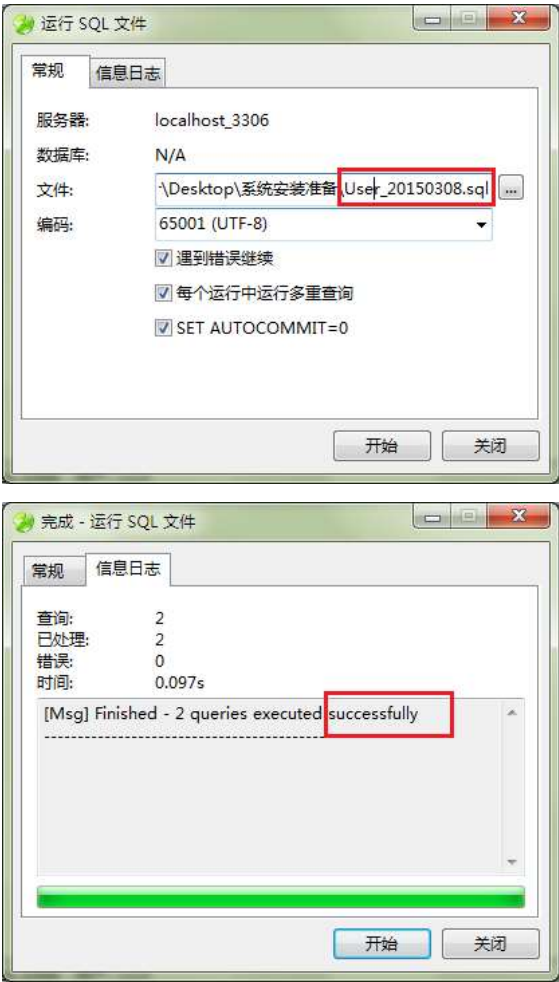 运行 SQL 文件
常规 信息日志
服务器: localhost_3306
数据库: N/A
文件: :\Desktop\系统安装准备\User_20150308.sql ...
编码: 65001 (UTF-8)
遇到错误继续
每个运行中运行多重查询
SET AUTOCOMMIT=0
开始 关闭
完成 - 运行 SQL 文件
常规 信息日志
查询: 2
已处理: 2
错误: 0
时间: 0.097s
[Msg] Finished - 2 queries executed successfully
--------------------------------------------------
开始 关闭